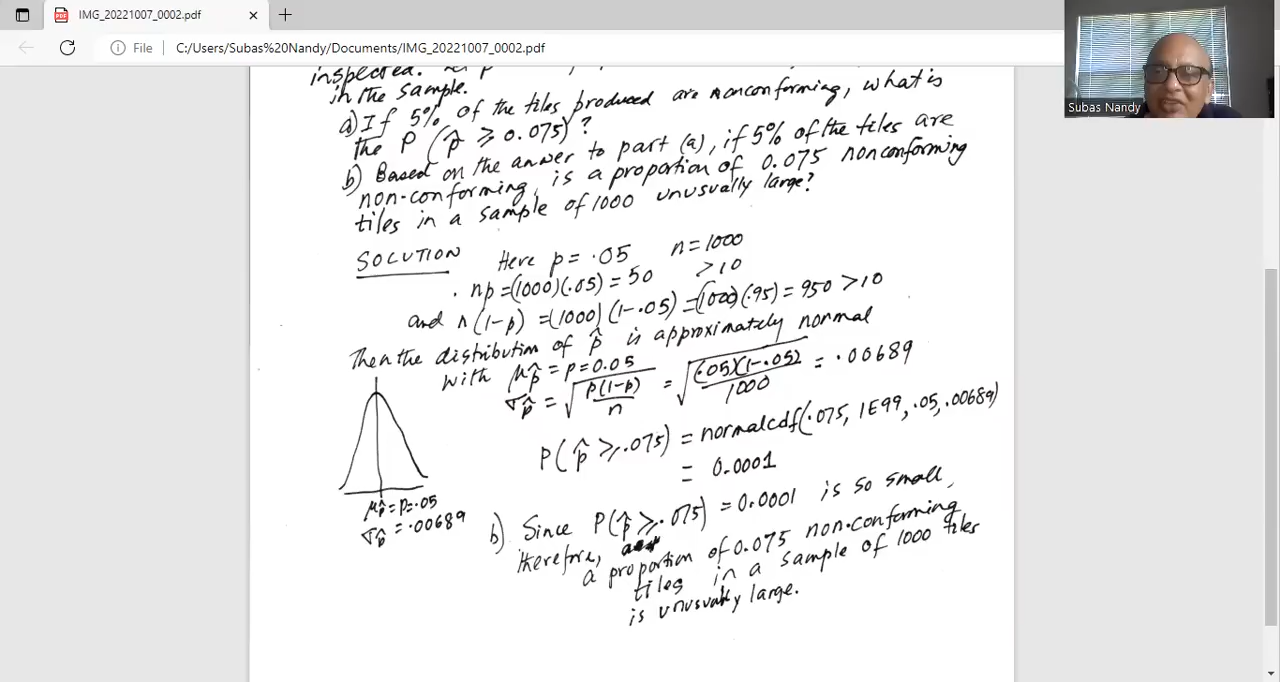 IMG_20221007_0002.pdf
File
C:/Users/Subas%20Nandy/Documents/IMG_20221007_0002.pdf
Subas Nandy
inspected.
in the sample.
a) If 5% of the tiles produced are nonconforming, what is
the P (p̂ ≥ 0.075)?
b) Based on the answer to part (a), if 5% of the tiles are
non-conforming, is a proportion of 0.075 nonconforming
tiles in a sample of 1000 unusually large?
SOLUTION Here p = .05 n = 1000
np = (1000)(.05) = 50 > 10
and n(1-p) = (1000)(1-.05) = (1000)(.95) = 950 > 10
Then the distribution of p̂ is approximately normal
with μp̂ = p = 0.05
σp̂ = √(p(1-p)/n) = √((.05)(1-.05)/1000) = .00689
P(p̂ ≥ .075) = normalcdf(.075, 1E99, .05, .00689)
= 0.0001
μp̂ = p = .05
σp̂ = .00689
b) Since P(p̂ ≥ .075) = 0.0001 is so small,
therefore,
a proportion of 0.075 non-conforming
tiles in a sample of 1000 tiles
is unusually large.